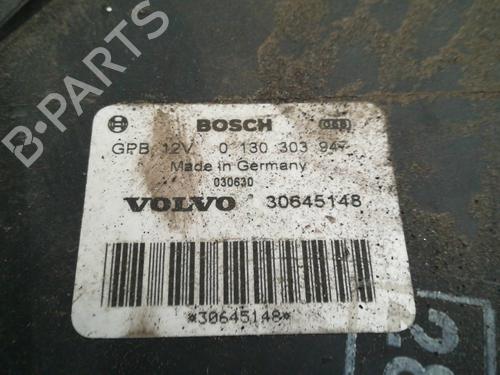 B-PARTS
BOSCH
GPB 12V 0 130 303 947
Made in Germany
030630
VOLVO 30645148
*30645148*